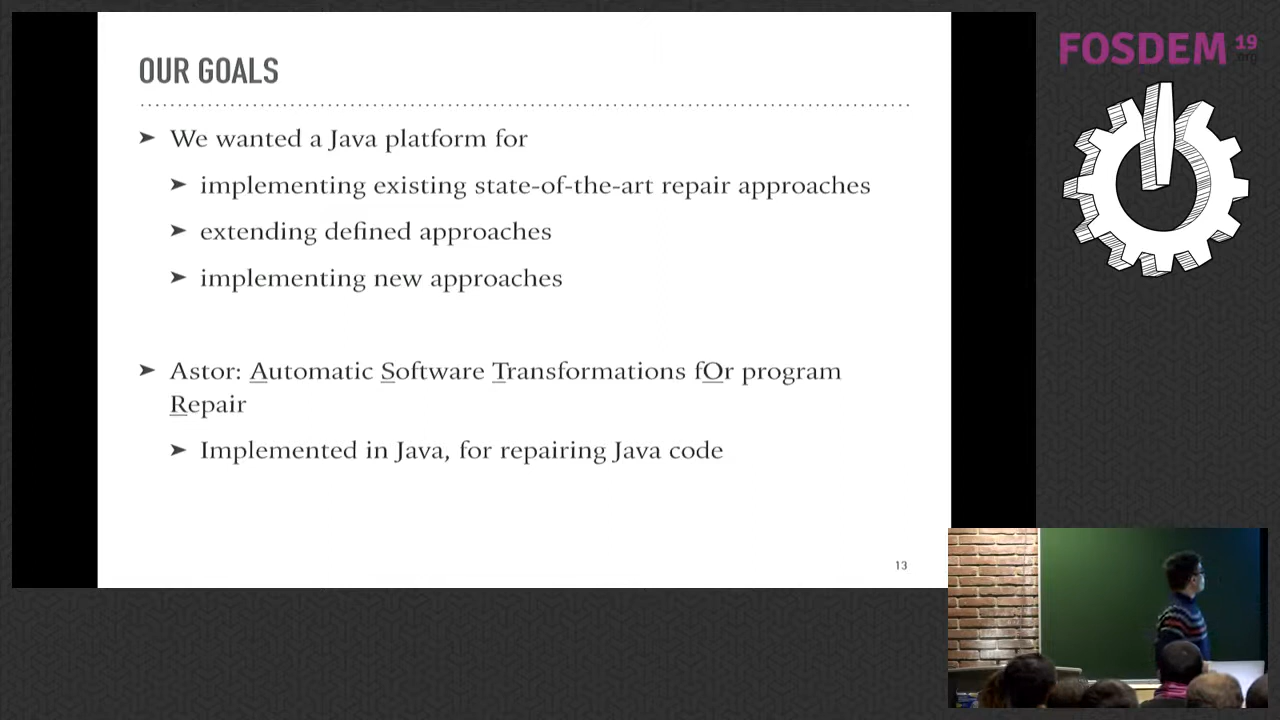 OUR GOALS
➤ We wanted a Java platform for
➤ implementing existing state-of-the-art repair approaches
➤ extending defined approaches
➤ implementing new approaches
➤ Astor: Automatic Software Transformations fOr program
Repair
➤ Implemented in Java, for repairing Java code
13
FOSDEM 19
.org